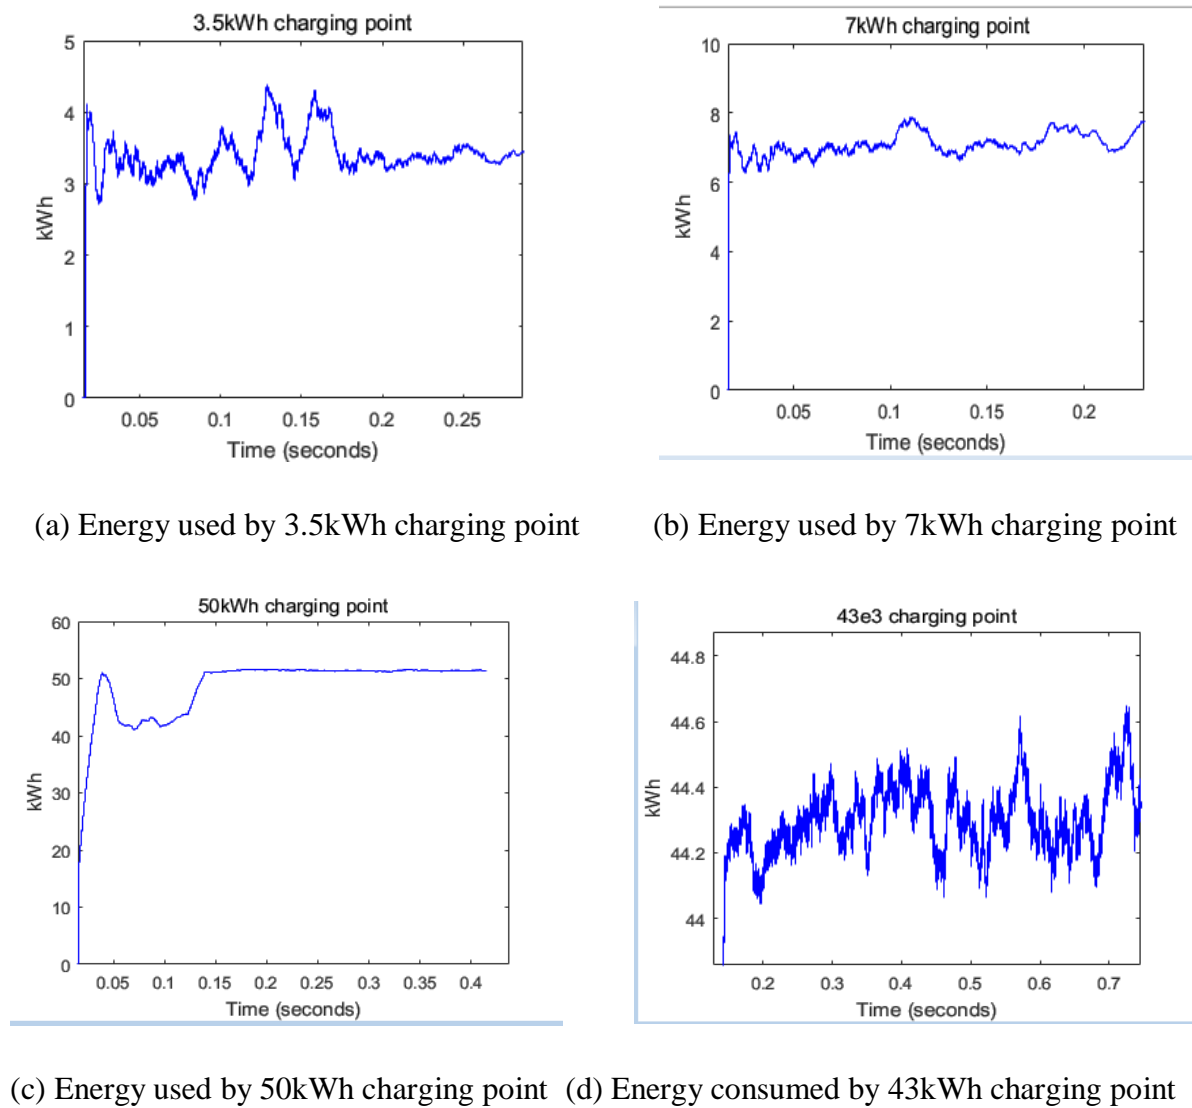 3.5kWh charging point
5
4
3
2
1
0
kWh
0.05 0.1 0.15 0.2 0.25
Time (seconds)
7kWh charging point
10
8
6
4
2
0
kWh
0.05 0.1 0.15 0.2
Time (seconds)
(a) Energy used by 3.5kWh charging point
(b) Energy used by 7kWh charging point
50kWh charging point
60
50
40
30
20
10
0
kWh
0.05 0.1 0.15 0.2 0.25 0.3 0.35 0.4
Time (seconds)
43e3 charging point
44.8
44.6
44.4
44.2
44
kWh
0.2 0.3 0.4 0.5 0.6 0.7
Time (seconds)
(c) Energy used by 50kWh charging point
(d) Energy consumed by 43kWh charging point